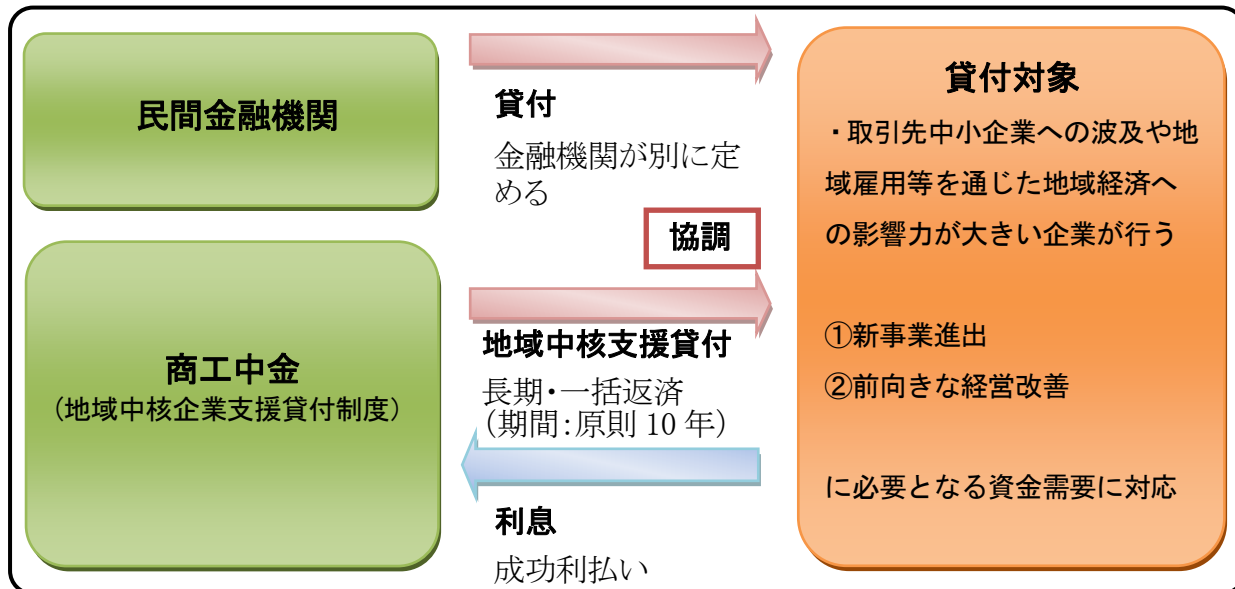 民間金融機関
貸付
金融機関が別に定
める
協調
商工中金
（地域中核企業支援貸付制度）
地域中核支援貸付
長期・一括返済
（期間：原則 10 年）
利息
成功利払い
貸付対象
・取引先中小企業への波及や地
域雇用等を通じた地域経済へ
の影響力が大きい企業が行う
①新事業進出
②前向きな経営改善
に必要となる資金需要に対応